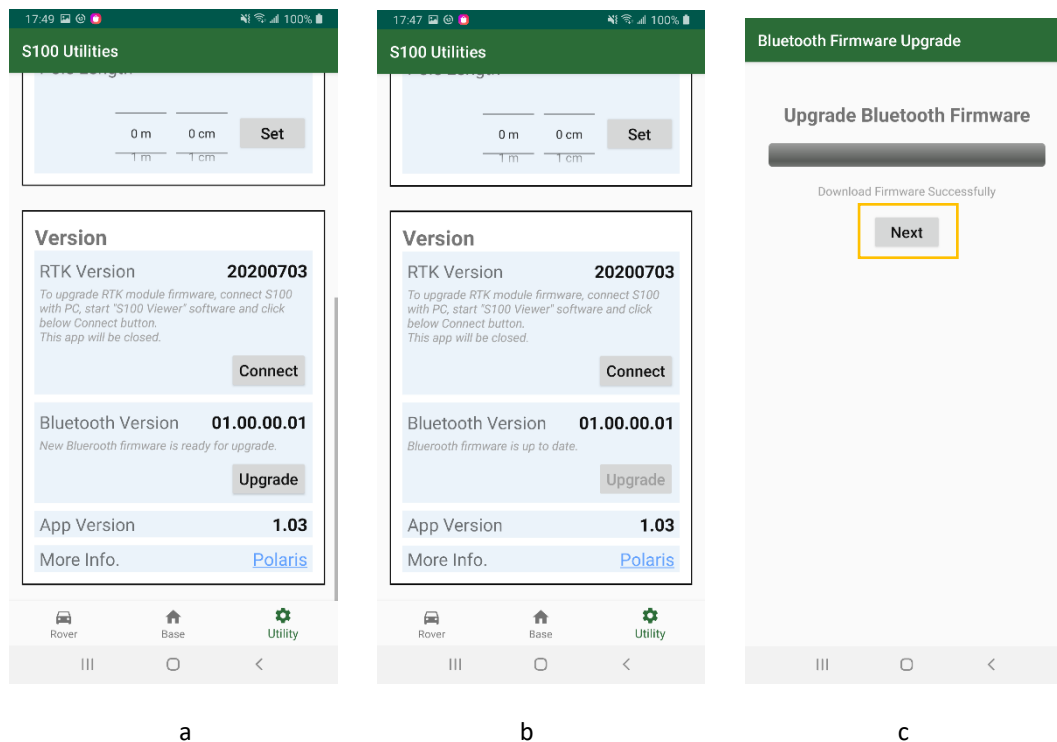 17:49 100%
S100 Utilities
0 m 0 cm Set
1 m 1 cm
Version
RTK Version 20200703
To upgrade RTK module firmware, connect S100
with PC, start "S100 Viewer" software and click
below Connect button.
This app will be closed.
Connect
Bluetooth Version 01.00.00.01
New Bluerooth firmware is ready for upgrade.
Upgrade
App Version 1.03
More Info. Polaris
Rover Base Utility
a
17:47 100%
S100 Utilities
0 m 0 cm Set
1 m 1 cm
Version
RTK Version 20200703
To upgrade RTK module firmware, connect S100
with PC, start "S100 Viewer" software and click
below Connect button.
This app will be closed.
Connect
Bluetooth Version 01.00.00.01
Bluerooth firmware is up to date.
Upgrade
App Version 1.03
More Info. Polaris
Rover Base Utility
b
Bluetooth Firmware Upgrade
Upgrade Bluetooth Firmware
Download Firmware Successfully
Next
c